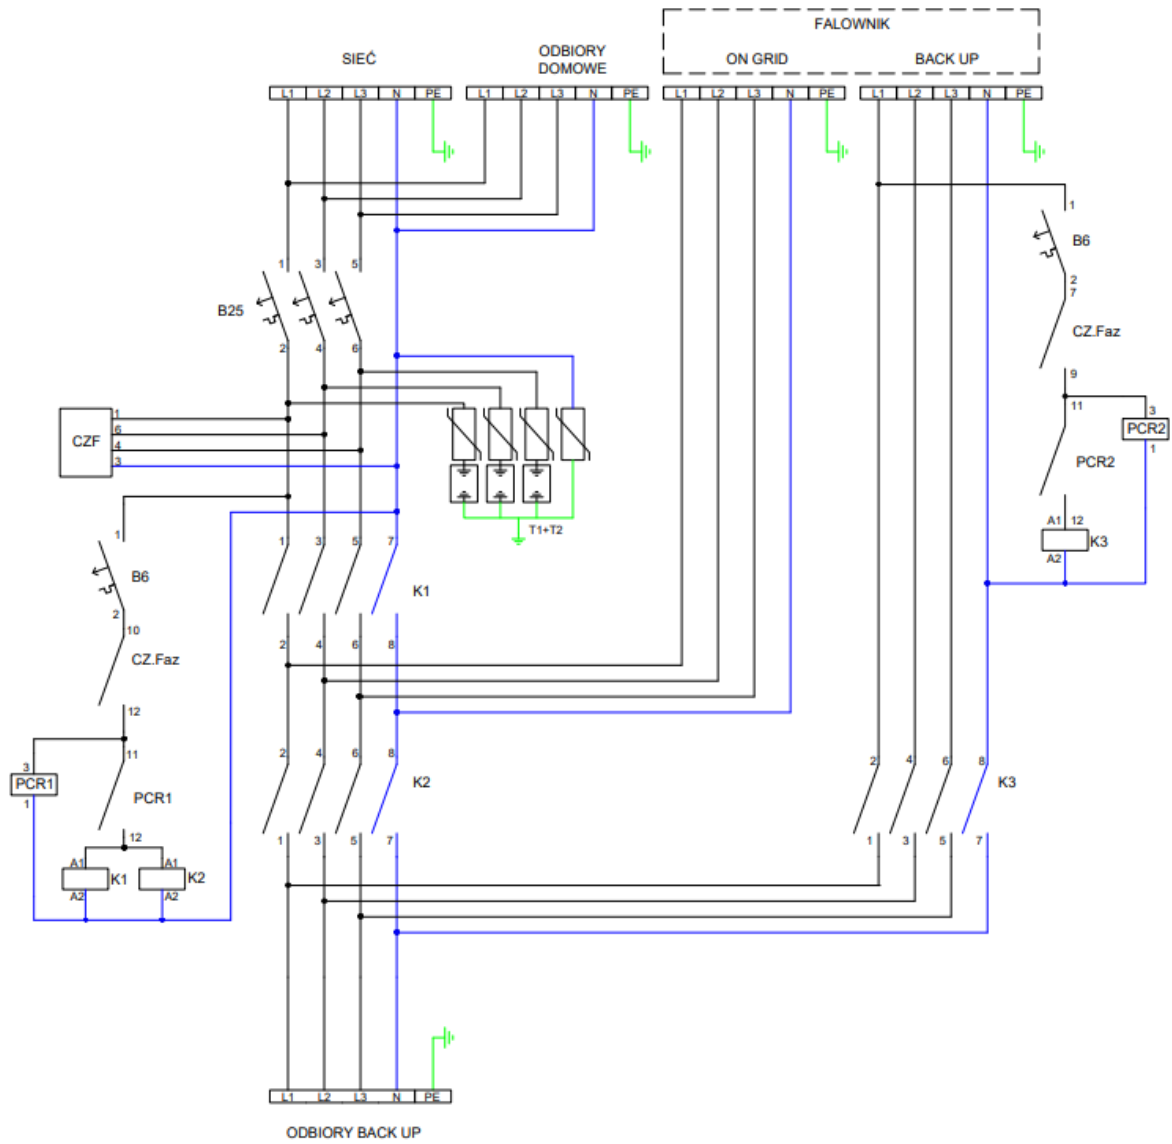 FALOWNIK
SIEĆ
ODBIORY
DOMOWE
ON GRID
BACK UP
L1 L2 L3 N PE
L1 L2 L3 N PE
L1 L2 L3 N PE
L1 L2 L3 N PE
1
B6
2
7
CZ.Faz
9
11
3
PCR2
1
PCR2
A1 12
K3
A2
1 3 5
B25
2 4 6
CZF
1
6
4
3
T1+T2
1 3 5 7
K1
2 4 6 8
1
B6
2
10
CZ.Faz
12
11
3
PCR1
1
PCR1
12
A1 A1
K1 K2
A2 A2
2 4 6 8
K2
1 3 5 7
2 4 6 8
K3
1 3 5 7
L1 L2 L3 N PE
ODBIORY BACK UP